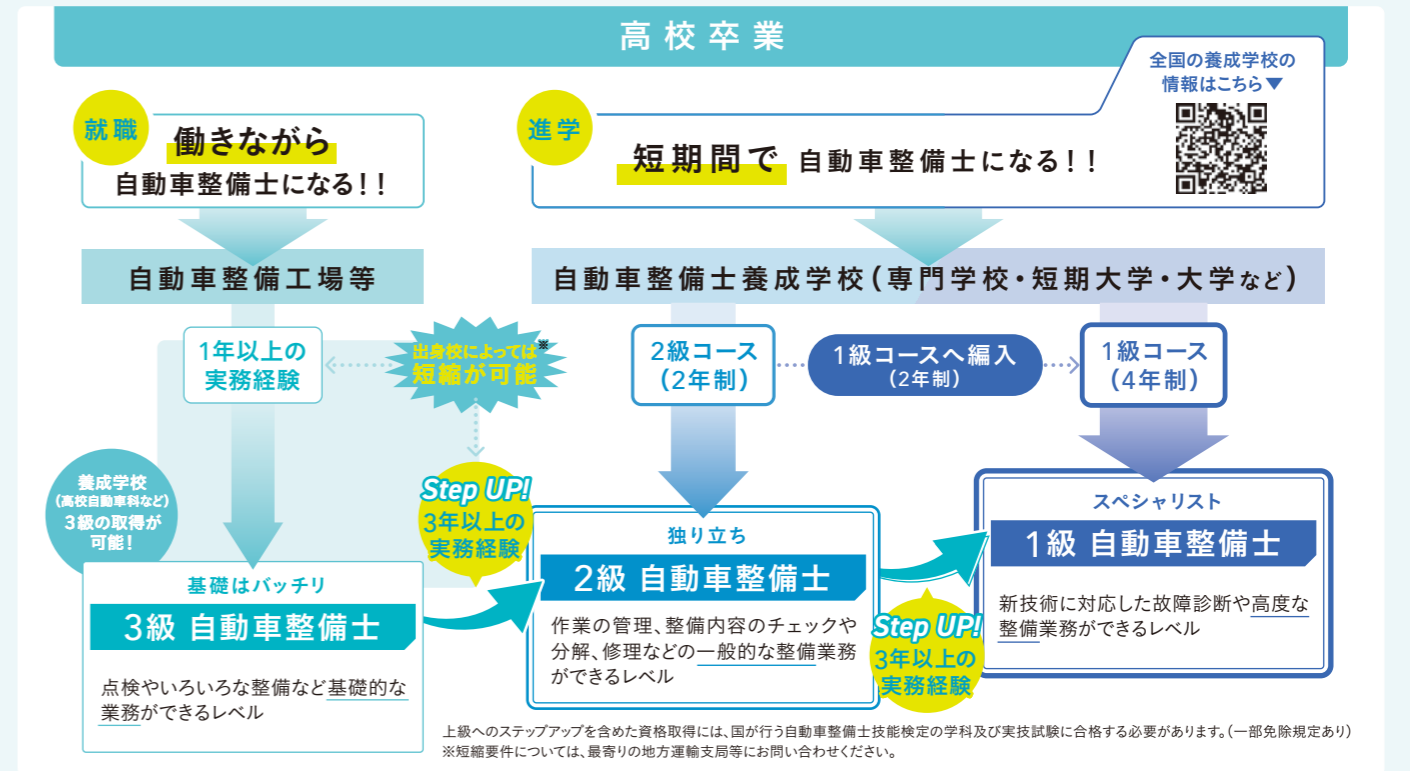 高校卒業
全国の養成学校の
情報はこちら▼
就職
働きながら
自動車整備士になる!!
進学
短期間で 自動車整備士になる!!
自動車整備工場等
自動車整備士養成学校(専門学校・短期大学・大学など)
1年以上の
実務経験
出身校によっては※
短縮が可能
2級コース
(2年制)
1級コースへ編入
(2年制)
1級コース
(4年制)
養成学校
(高校自動車科など)
3級の取得が
可能!
Step UP!
3年以上の
実務経験
基礎はバッチリ
3級 自動車整備士
点検やいろいろな整備など基礎的な
業務ができるレベル
独り立ち
2級 自動車整備士
作業の管理、整備内容のチェックや
分解、修理などの一般的な整備業務
ができるレベル
Step UP!
3年以上の
実務経験
スペシャリスト
1級 自動車整備士
新技術に対応した故障診断や高度な
整備業務ができるレベル
上級へのステップアップを含めた資格取得には、国が行う自動車整備士技能検定の学科及び実技試験に合格する必要があります。(一部免除規定あり)
※短縮要件については、最寄りの地方運輸支局等にお問い合わせください。